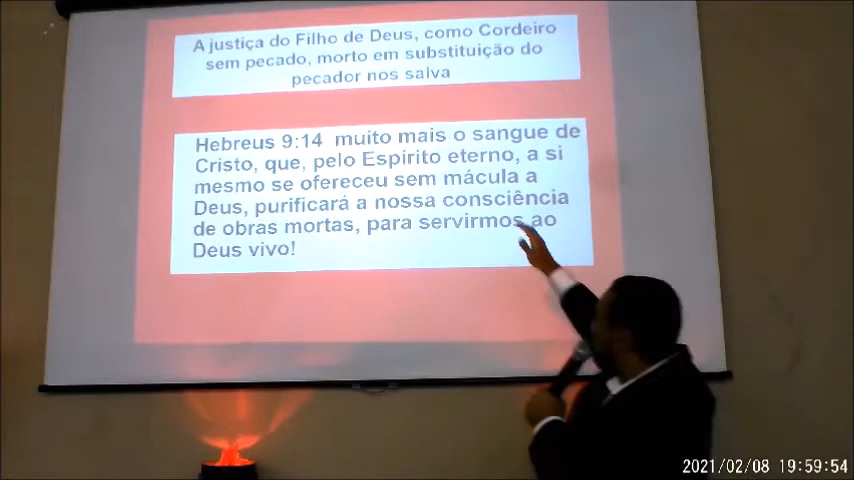 A justiça do Filho de Deus, como Cordeiro
sem pecado, morto em substituição do
pecador nos salva
Hebreus 9:14 muito mais o sangue de
Cristo, que, pelo Espírito eterno, a si
mesmo se ofereceu sem mácula a
Deus, purificará a nossa consciência
de obras mortas, para servirmos ao
Deus vivo!
2021/02/08 19:59:54